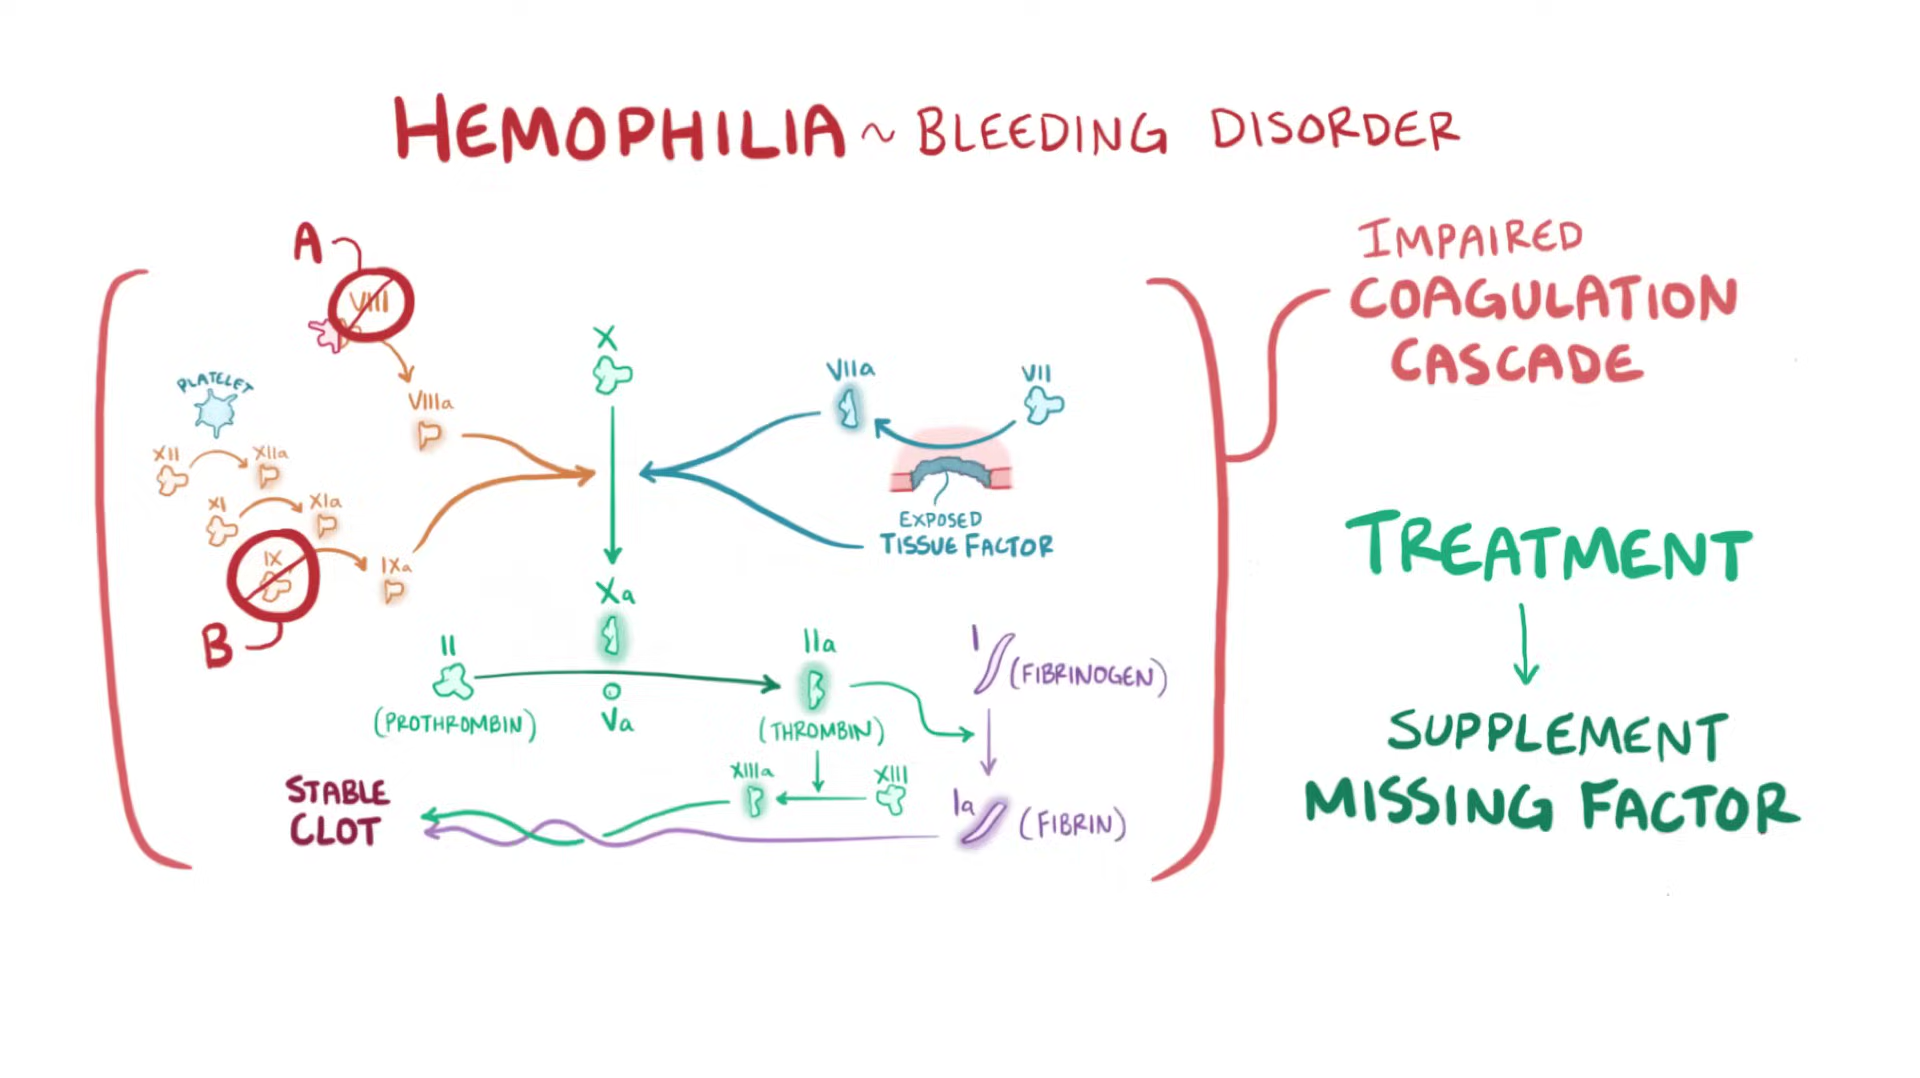 HEMOPHILIA ~ BLEEDING DISORDER
A
VIII
VIIIa
PLATELET
XII
XIIa
XI
XIa
IX
IXa
B
X
Xa
VIIa
VII
EXPOSED
TISSUE FACTOR
II
(PROTHROMBIN)
Va
IIa
(THROMBIN)
I
(FIBRINOGEN)
XIIIa
XIII
Ia
(FIBRIN)
STABLE
CLOT
IMPAIRED
COAGULATION
CASCADE
TREATMENT
SUPPLEMENT
MISSING FACTOR